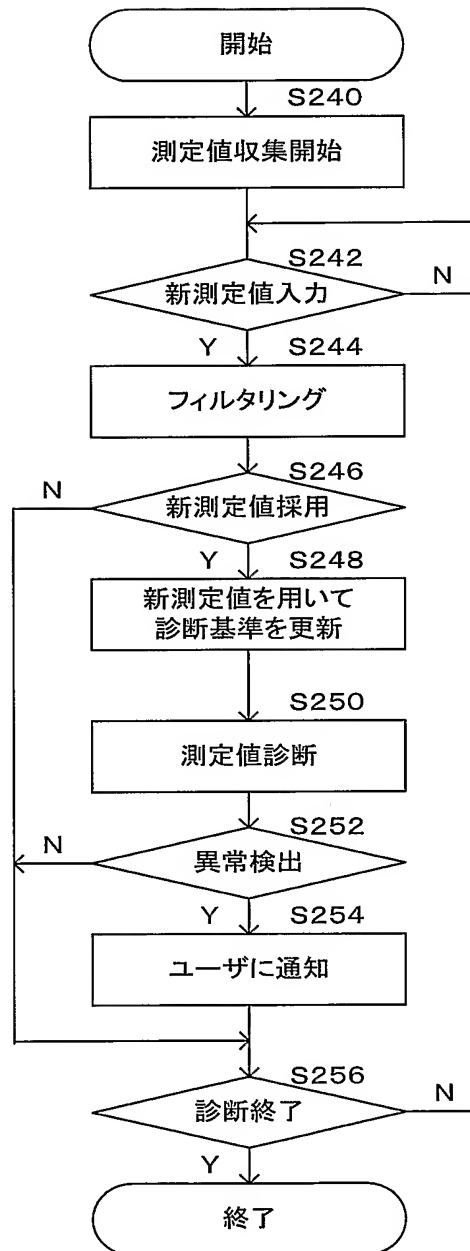 開始
S240
測定値収集開始
S242
新測定値入力
N
Y
S244
フィルタリング
S246
N
新測定値採用
Y
S248
新測定値を用いて
診断基準を更新
S250
測定値診断
S252
N
異常検出
Y
S254
ユーザに通知
S256
診断終了
N
Y
終了